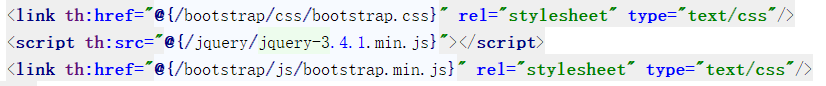 <link th:href="@{/bootstrap/css/bootstrap.css}" rel="stylesheet" type="text/css"/>
<script th:src="@{/jquery/jquery-3.4.1.min.js}"></script>
<link th:href="@{/bootstrap/js/bootstrap.min.js}" rel="stylesheet" type="text/css"/>